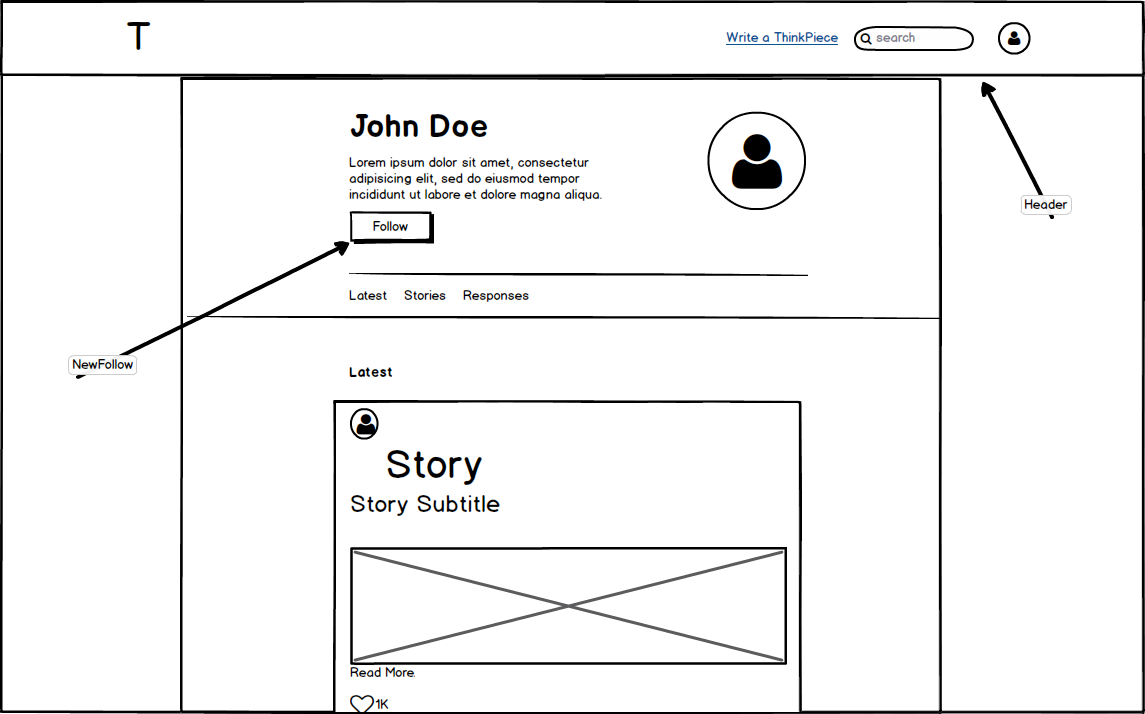 T
Write a ThinkPiece
search
John Doe
Lorem ipsum dolor sit amet, consectetur
adipisicing elit, sed do eiusmod tempor
incididunt ut labore et dolore magna aliqua.
Header
Follow
Latest Stories Responses
NewFollow
Latest
Story
Story Subtitle
Read More.
1K